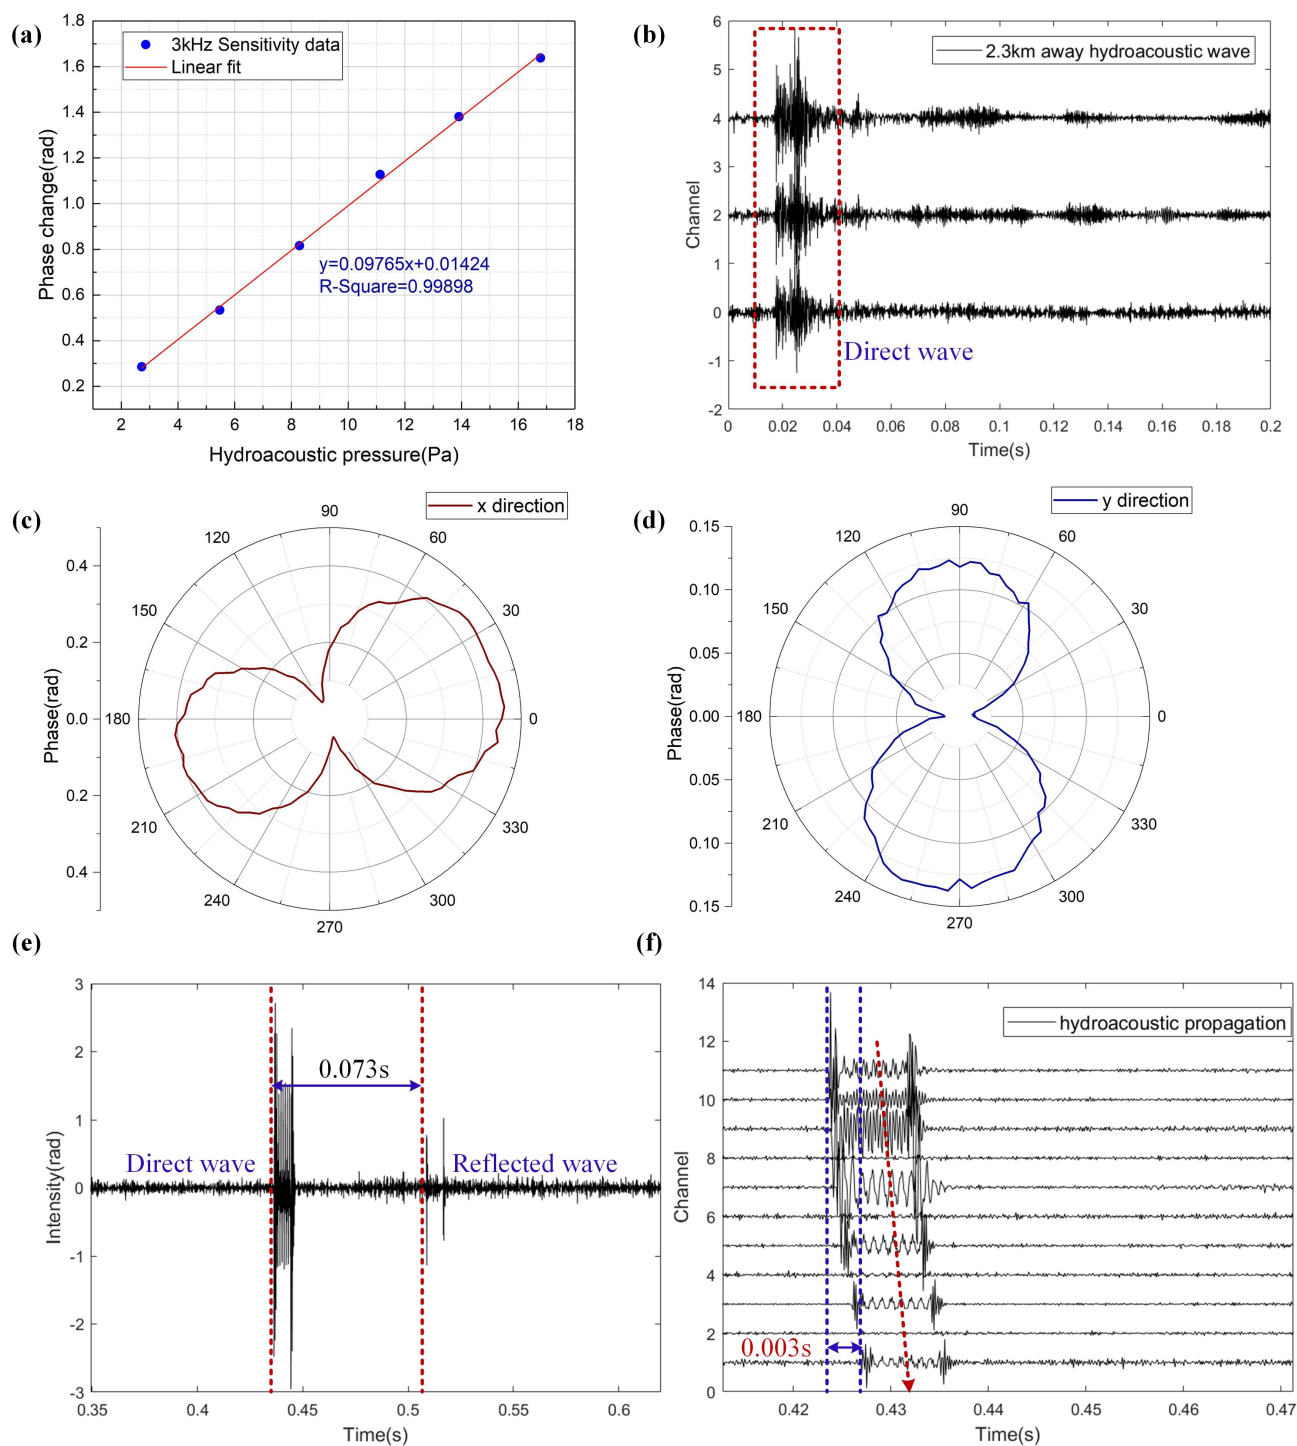 (a)
1.8
1.6
1.4
1.2
1.0
0.8
0.6
0.4
0.2
Phase change(rad)
3kHz Sensitivity data
Linear fit
y=0.09765x+0.01424
R-Square=0.99898
2 4 6 8 10 12 14 16 18
Hydroacoustic pressure(Pa)
(b)
6
5
4
3
2
1
0
-1
-2
Channel
2.3km away hydroacoustic wave
Direct wave
0 0.02 0.04 0.06 0.08 0.1 0.12 0.14 0.16 0.18 0.2
Time(s)
(c)
x direction
0.4
0.2
0.0
0.2
0.4
Phase(rad)
90
120 60
150 30
180 0
210 330
240 300
270
(d)
y direction
0.15
0.10
0.05
0.00
0.05
0.10
0.15
Phase(rad)
90
120 60
150 30
180 0
210 330
240 300
270
(e)
3
2
1
0
-1
-2
-3
Intensity(rad)
0.073s
Direct wave
Reflected wave
0.35 0.4 0.45 0.5 0.55 0.6
Time(s)
(f)
14
12
10
8
6
4
2
0
Channel
hydroacoustic propagation
0.003s
0.42 0.43 0.44 0.45 0.46 0.47
Time(s)